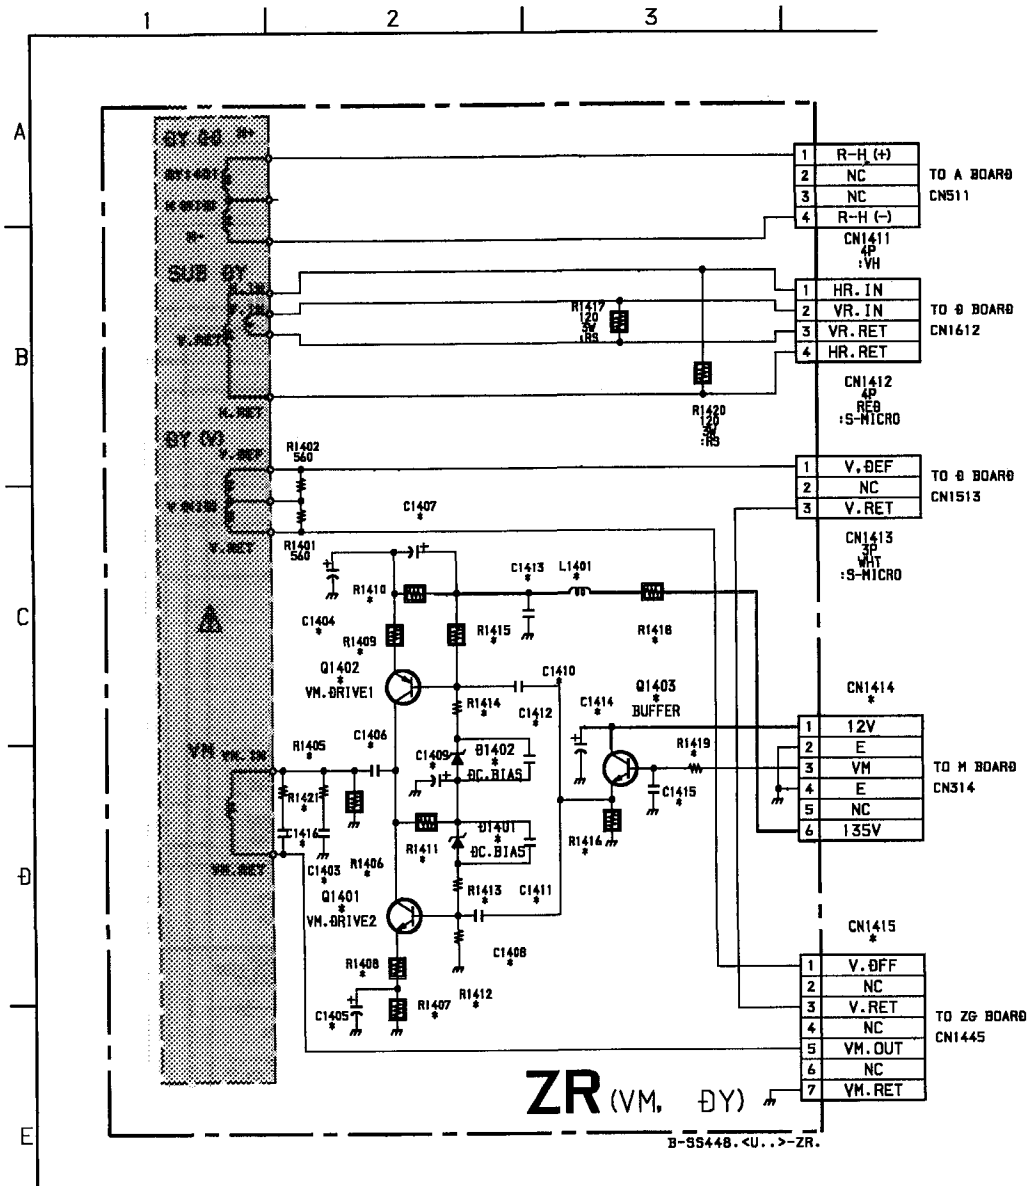 1 2 3
A
B
C
D
E
DY
H+
H-
SUB DY
H.IN
V.IN
V.RET
H.RET
DY (V)
V.DEF
V.RET
VM
VM.IN
VM.RET
1 R-H (+)
2 NC
3 NC
4 R-H (-)
TO A BOARD
CN511
CN1411
4P
:VH
1 HR.IN
2 VR.IN
3 VR.RET
4 HR.RET
TO D BOARD
CN1612
CN1412
4P
RED
:S-MICRO
R1417
120
3W
:RS
R1420
120
3W
:RS
1 V.DEF
2 NC
3 V.RET
TO D BOARD
CN1513
CN1413
3P
WHT
:S-MICRO
R1402
560
R1401
560
C1407
*
C1413
*
L1401
*
R1410
*
C1404
*
R1409
*
R1415
*
R1418
*
Q1402
*
VM.DRIVE1
C1410
*
R1414
*
C1412
*
C1414
*
Q1403
*
BUFFER
CN1414
*
1 12V
2 E
3 VM
4 E
5 NC
6 135V
TO M BOARD
CN314
R1405
*
C1406
*
C1409
*
D1402
*
DC.BIAS
R1419
*
R1421
*
C1415
*
C1416
*
C1403
*
R1406
*
R1411
*
D1401
*
DC.BIAS
R1416
*
Q1401
*
VM.DRIVE2
R1413
*
C1411
*
C1408
*
R1408
*
R1412
*
R1407
*
C1405
*
CN1415
*
1 V.DFF
2 NC
3 V.RET
4 NC
5 VM.OUT
6 NC
7 VM.RET
TO ZG BOARD
CN1445
ZR (VM, DY)
B-SS448.<U..>-ZR.